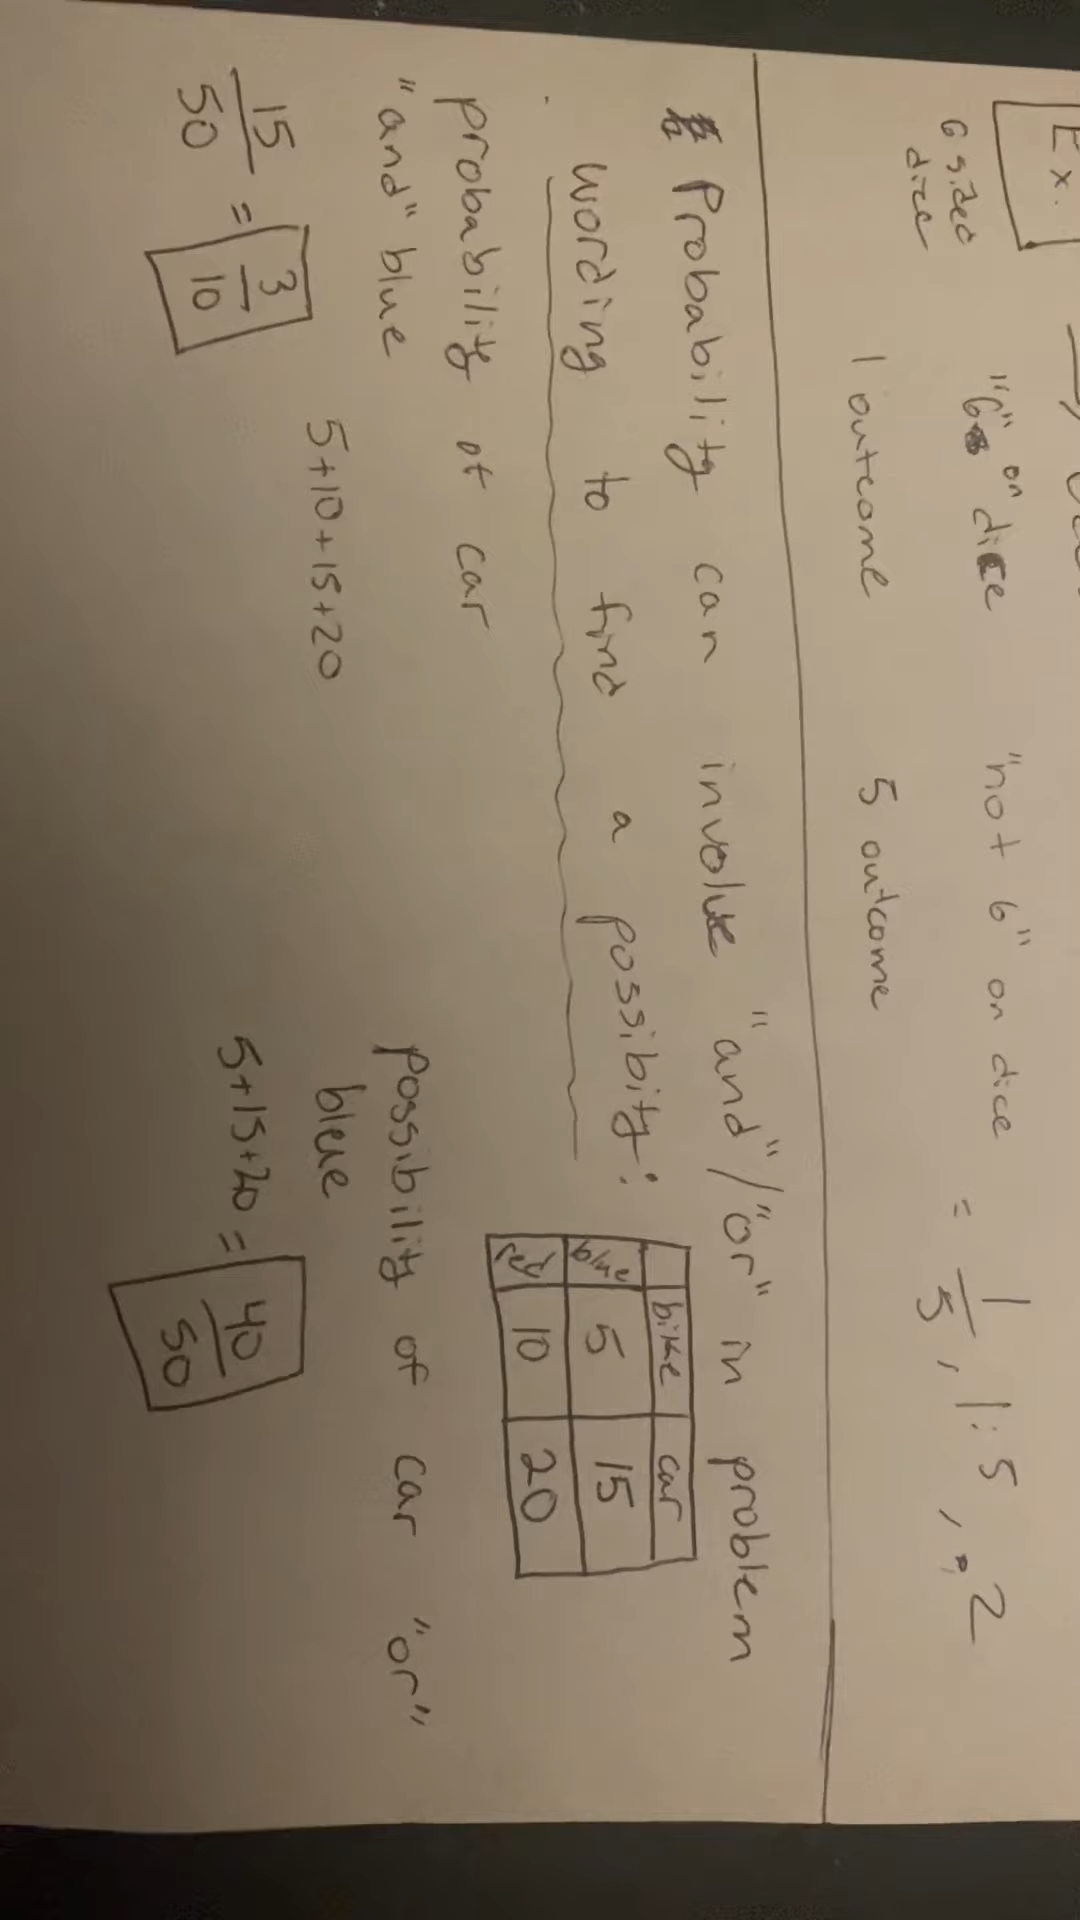 Ex.
6 sided
dice
"6" on dice
"not 6" on dice
= 1/5, 1:5, .2
1 outcome
5 outcome
Probability can involve "and"/"or" in problem
wording to find a possibity:
bike car
blue 5 15
red 10 20
probability of car
"and" blue
5+10+15+20
15/50 = 3/10
possibility of car "or"
blue
5+15+20 = 40/50